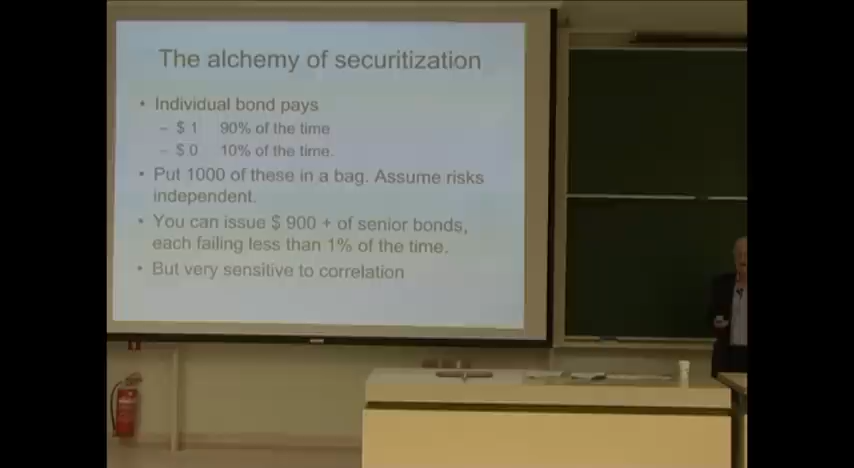 The alchemy of securitization
• Individual bond pays
– $ 1 90% of the time
– $ 0 10% of the time.
• Put 1000 of these in a bag. Assume risks
independent.
• You can issue $ 900 + of senior bonds,
each failing less than 1% of the time.
• But very sensitive to correlation